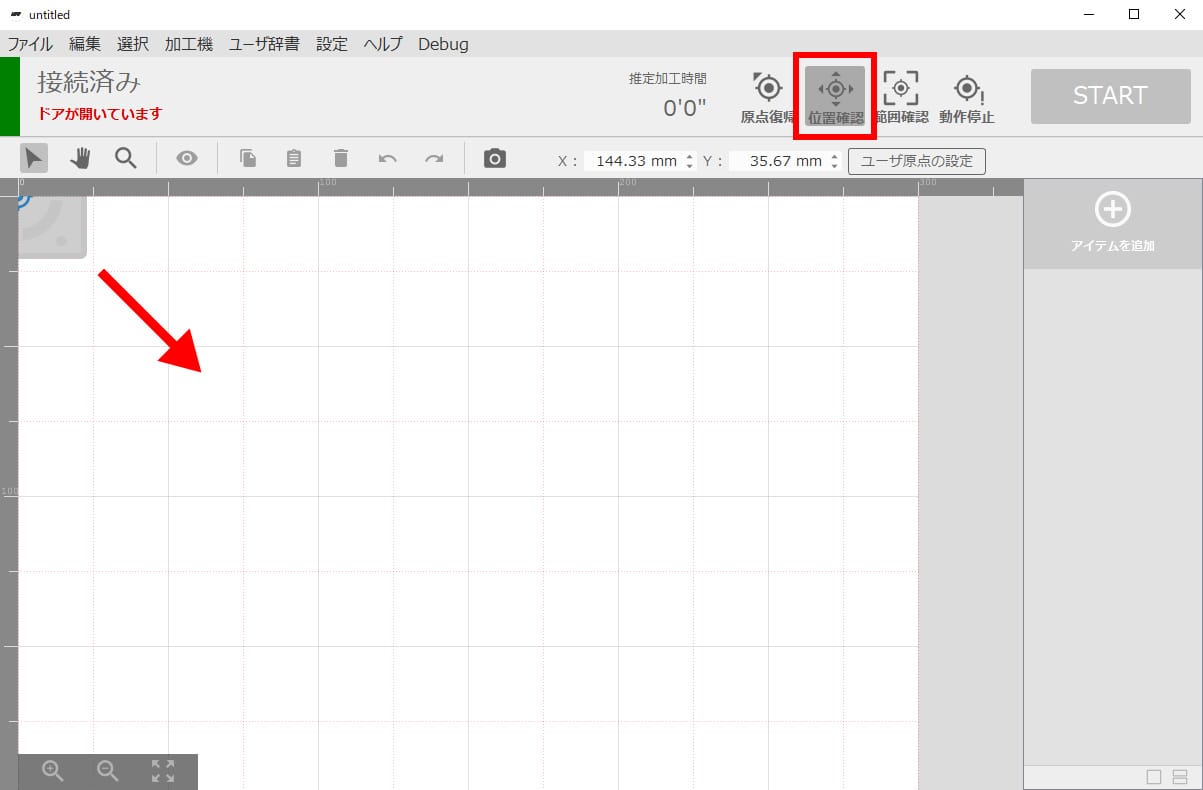 untitled
ファイル 編集 選択 加工機 ユーザ辞書 設定 ヘルプ Debug
接続済み
ドアが開いています
推定加工時間
0'0"
原点復帰 位置確認 範囲確認 動作停止
START
X : 144.33 mm Y : 35.67 mm ユーザ原点の設定
0 100 200 300
アイテムを追加
100